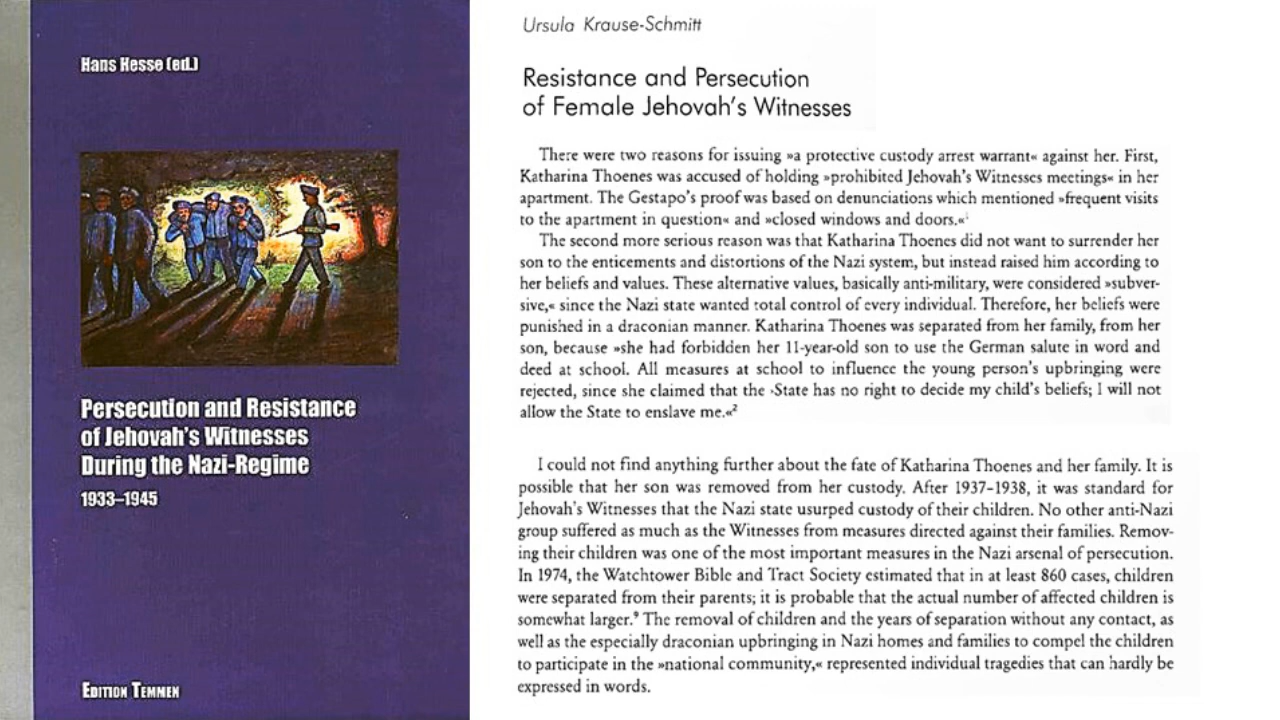 Hans Hesse (ed.)
Persecution and Resistance
of Jehovah's Witnesses
During the Nazi-Regime
1933–1945
EDITION TEMMEN
Ursula Krause-Schmitt
Resistance and Persecution
of Female Jehovah's Witnesses
There were two reasons for issuing »a protective custody arrest warrant« against her. First,
Katharina Thoenes was accused of holding »prohibited Jehovah's Witnesses meetings« in her
apartment. The Gestapo's proof was based on denunciations which mentioned »frequent visits
to the apartment in question« and »closed windows and doors.«¹
The second more serious reason was that Katharina Thoenes did not want to surrender her
son to the enticements and distortions of the Nazi system, but instead raised him according to
her beliefs and values. These alternative values, basically anti-military, were considered »subver-
sive,« since the Nazi state wanted total control of every individual. Therefore, her beliefs were
punished in a draconian manner. Katharina Thoenes was separated from her family, from her
son, because »she had forbidden her 11-year-old son to use the German salute in word and
deed at school. All measures at school to influence the young person's upbringing were
rejected, since she claimed that the ›State has no right to decide my child's beliefs; I will not
allow the State to enslave me.«²
I could not find anything further about the fate of Katharina Thoenes and her family. It is
possible that her son was removed from her custody. After 1937–1938, it was standard for
Jehovah's Witnesses that the Nazi state usurped custody of their children. No other anti-Nazi
group suffered as much as the Witnesses from measures directed against their families. Remov-
ing their children was one of the most important measures in the Nazi arsenal of persecution.
In 1974, the Watchtower Bible and Tract Society estimated that in at least 860 cases, children
were separated from their parents; it is probable that the actual number of affected children is
somewhat larger.⁹ The removal of children and the years of separation without any contact, as
well as the especially draconian upbringing in Nazi homes and families to compel the children
to participate in the »national community,« represented individual tragedies that can hardly be
expressed in words.